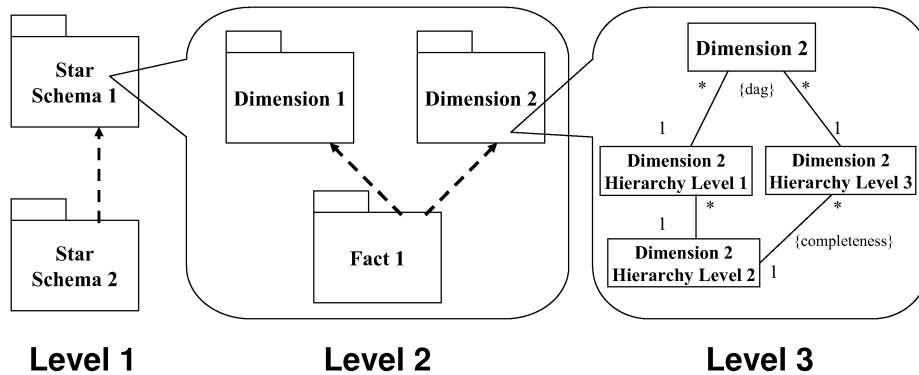 Star
Schema 1
Star
Schema 2
Level 1
Dimension 1
Dimension 2
Fact 1
Level 2
Dimension 2
*
{dag}
*
1
1
Dimension 2
Hierarchy Level 1
Dimension 2
Hierarchy Level 3
*
*
1
{completeness}
Dimension 2
Hierarchy Level 2
1
Level 3